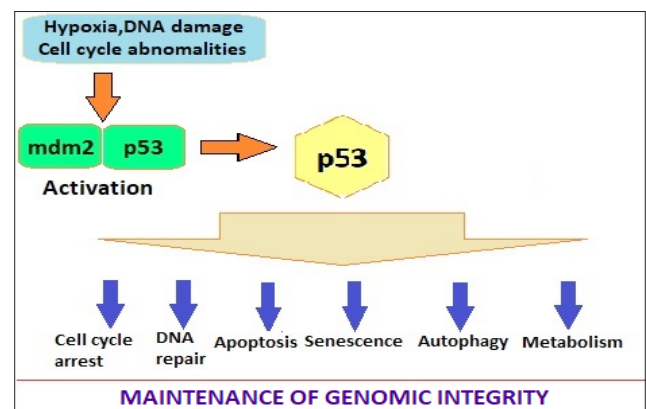 Hypoxia,DNA damage
Cell cycle abnormalities
mdm2 p53
p53
Activation
Cell cycle
arrest
DNA
repair
Apoptosis
Senescence
Autophagy
Metabolism
MAINTENANCE OF GENOMIC INTEGRITY